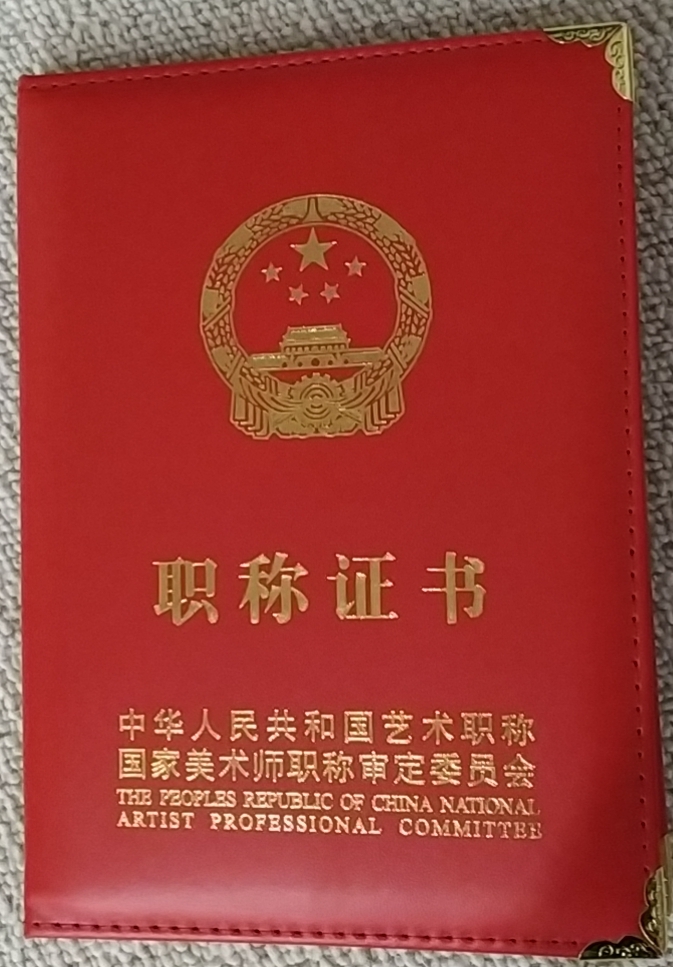 职称证书
中华人民共和国艺术职称
国家美术师职称审定委员会
THE PEOPLES REPUBLIC OF CHINA NATIONAL
ARTIST PROFESSIONAL COMMITTEE